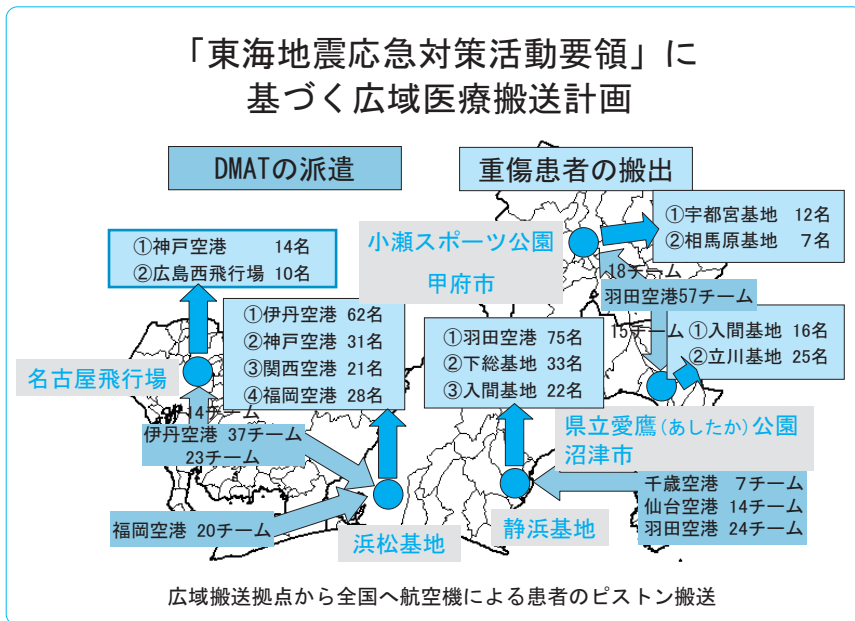 「東海地震応急対策活動要領」に
基づく広域医療搬送計画
DMATの派遣
重傷患者の搬出
①神戸空港 14名
②広島西飛行場 10名
小瀬スポーツ公園
甲府市
①宇都宮基地 12名
②相馬原基地 7名
18チーム
羽田空港57チーム
15チーム
①伊丹空港 62名
②神戸空港 31名
③関西空港 21名
④福岡空港 28名
①羽田空港 75名
②下総基地 33名
③入間基地 22名
①入間基地 16名
②立川基地 25名
名古屋飛行場
14チーム
伊丹空港 37チーム
23チーム
県立愛鷹(あしたか)公園
沼津市
福岡空港 20チーム
浜松基地
静浜基地
千歳空港 7チーム
仙台空港 14チーム
羽田空港 24チーム
広域搬送拠点から全国へ航空機による患者のピストン搬送